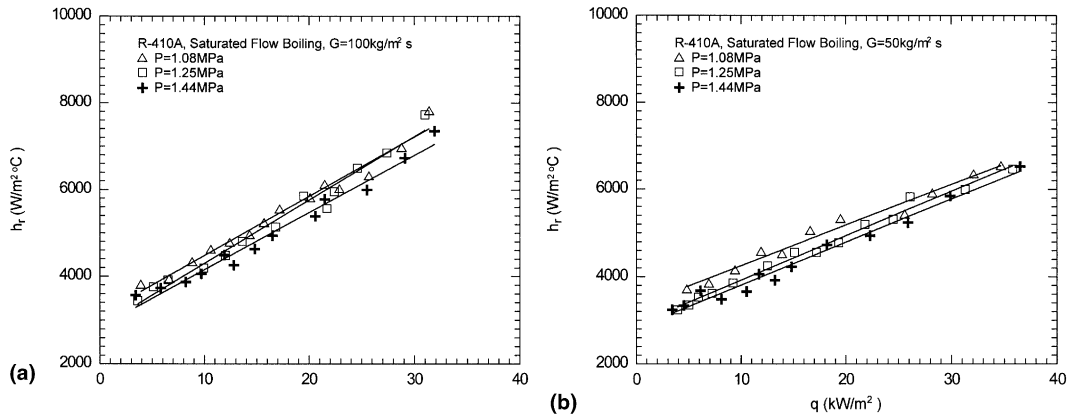 10000
8000
6000
4000
2000
h_r (W/m² °C)
R-410A, Saturated Flow Boiling, G=100kg/m² s
P=1.08MPa
P=1.25MPa
P=1.44MPa
0 10 20 30 40
(a)
10000
8000
6000
4000
2000
h_r (W/m² °C)
R-410A, Saturated Flow Boiling, G=50kg/m² s
P=1.08MPa
P=1.25MPa
P=1.44MPa
0 10 20 30 40
q (kW/m²)
(b)